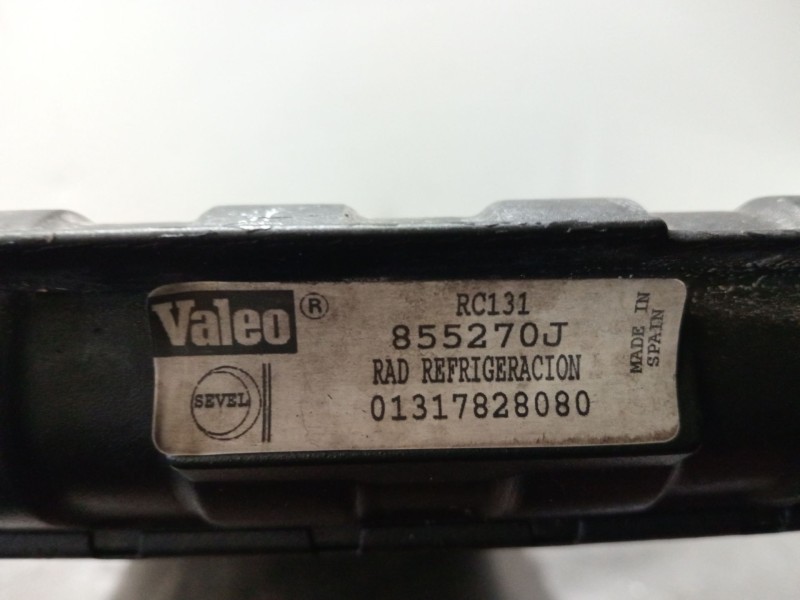 Valeo ®
RC131
855270J
RAD REFRIGERACION
01317828080
SEVEL
MADE IN
SPAIN